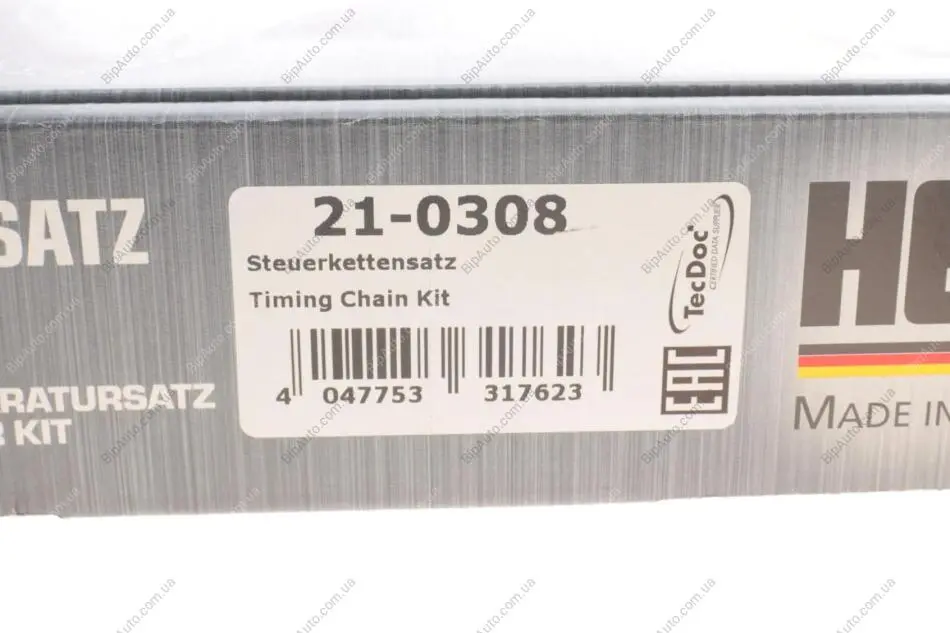 SATZ
RATURSATZ
KIT
21-0308
Steuerkettensatz
Timing Chain Kit
4 047753 317623
TecDoc
CERTIFIED DATA SUPPLIER
EAC
MADE IN
BipAuto.com.ua